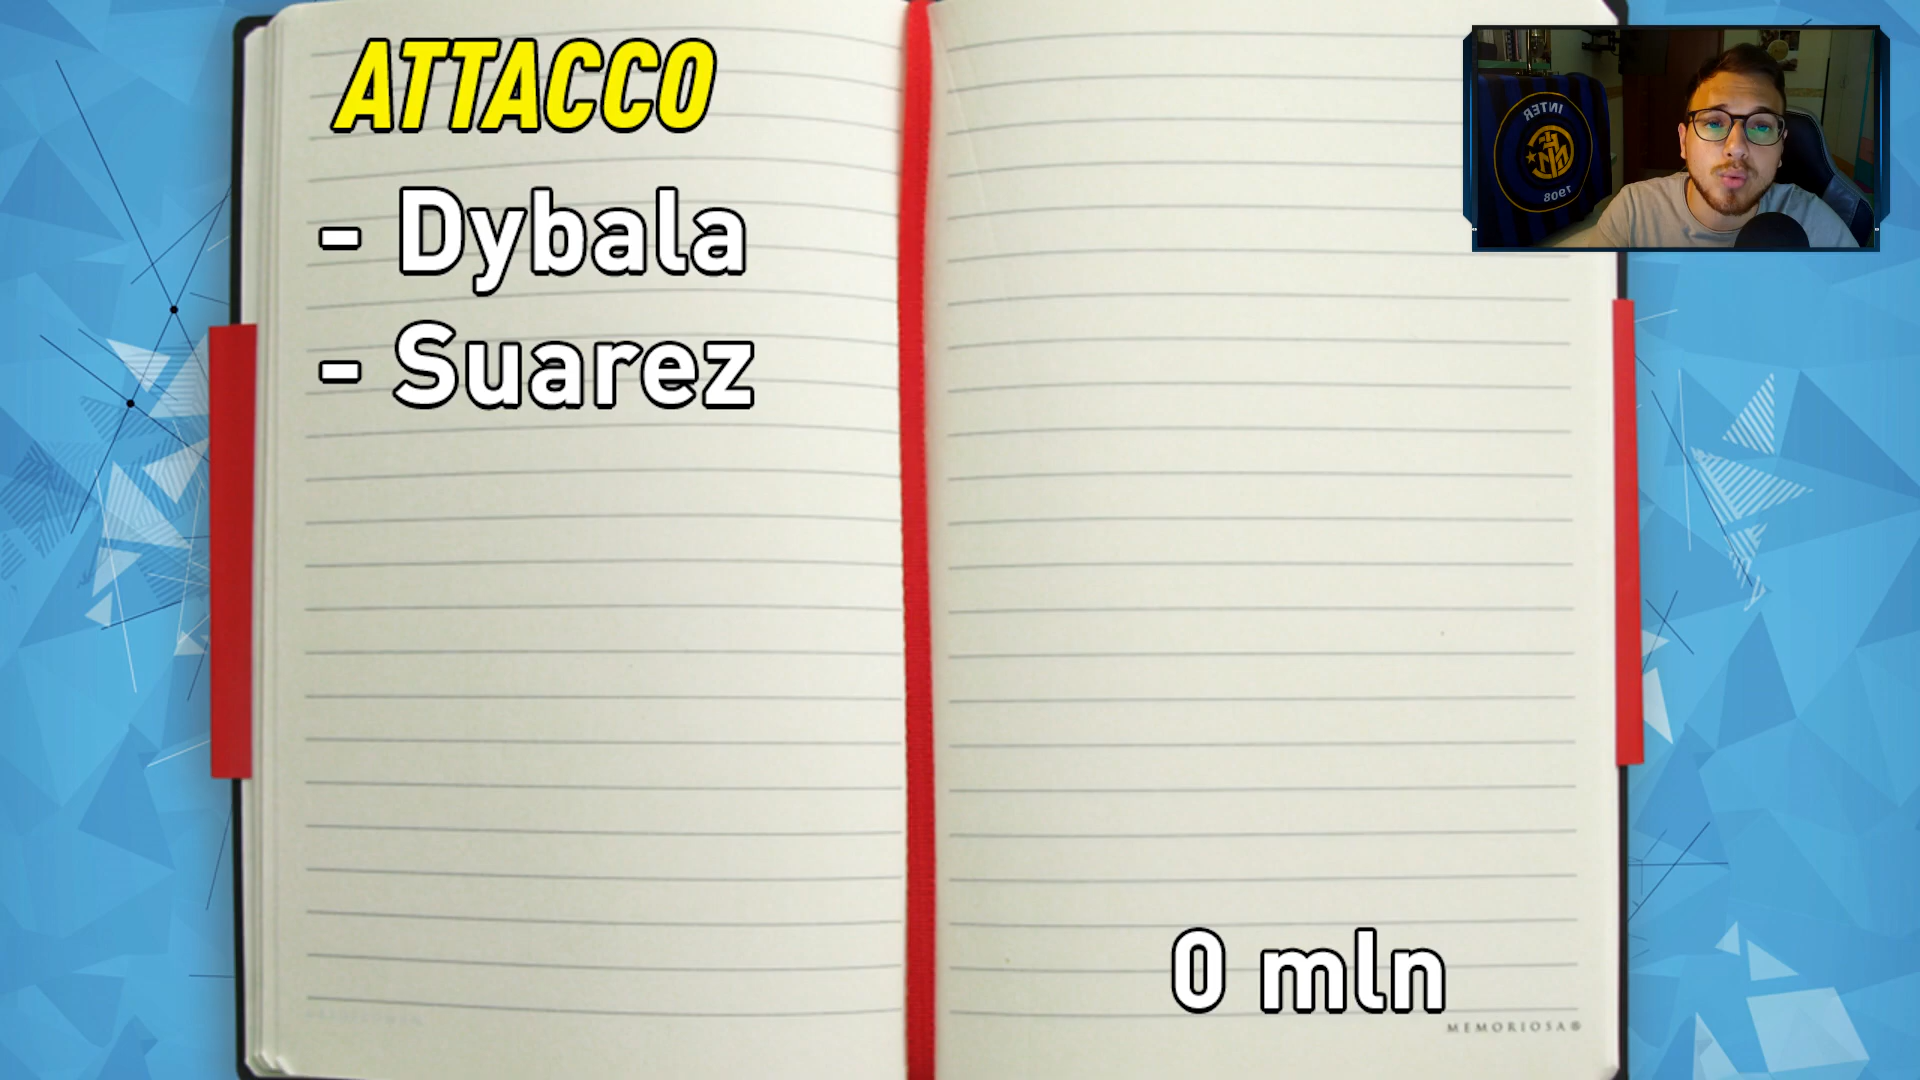 ATTACCO
- Dybala
- Suarez
INTER
1908
0 mln
MEMORIOSA®